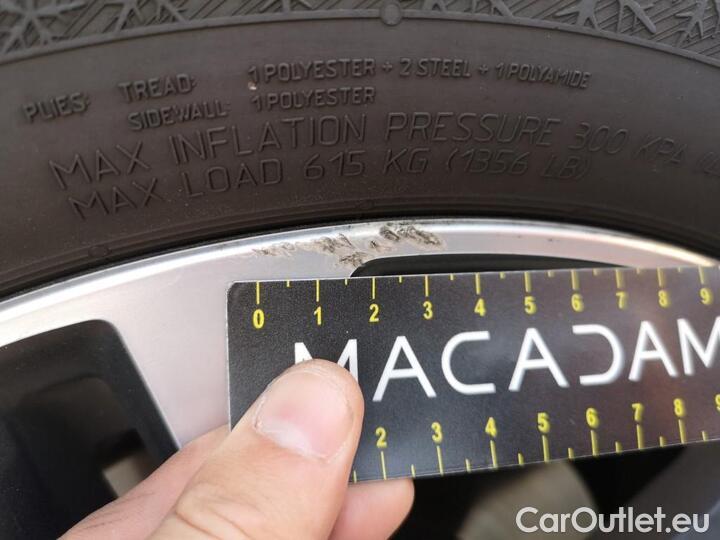 PLIES: TREAD: 1 POLYESTER + 2 STEEL + 1 POLYAMIDE
SIDEWALL: 1 POLYESTER
MAX INFLATION PRESSURE 300 KPA
MAX LOAD 615 KG (1356 LB)
0 1 2 3 4 5 6 7 8 9
MACADAM
2 3 4 5 6 7 8 9
CarOutlet.eu